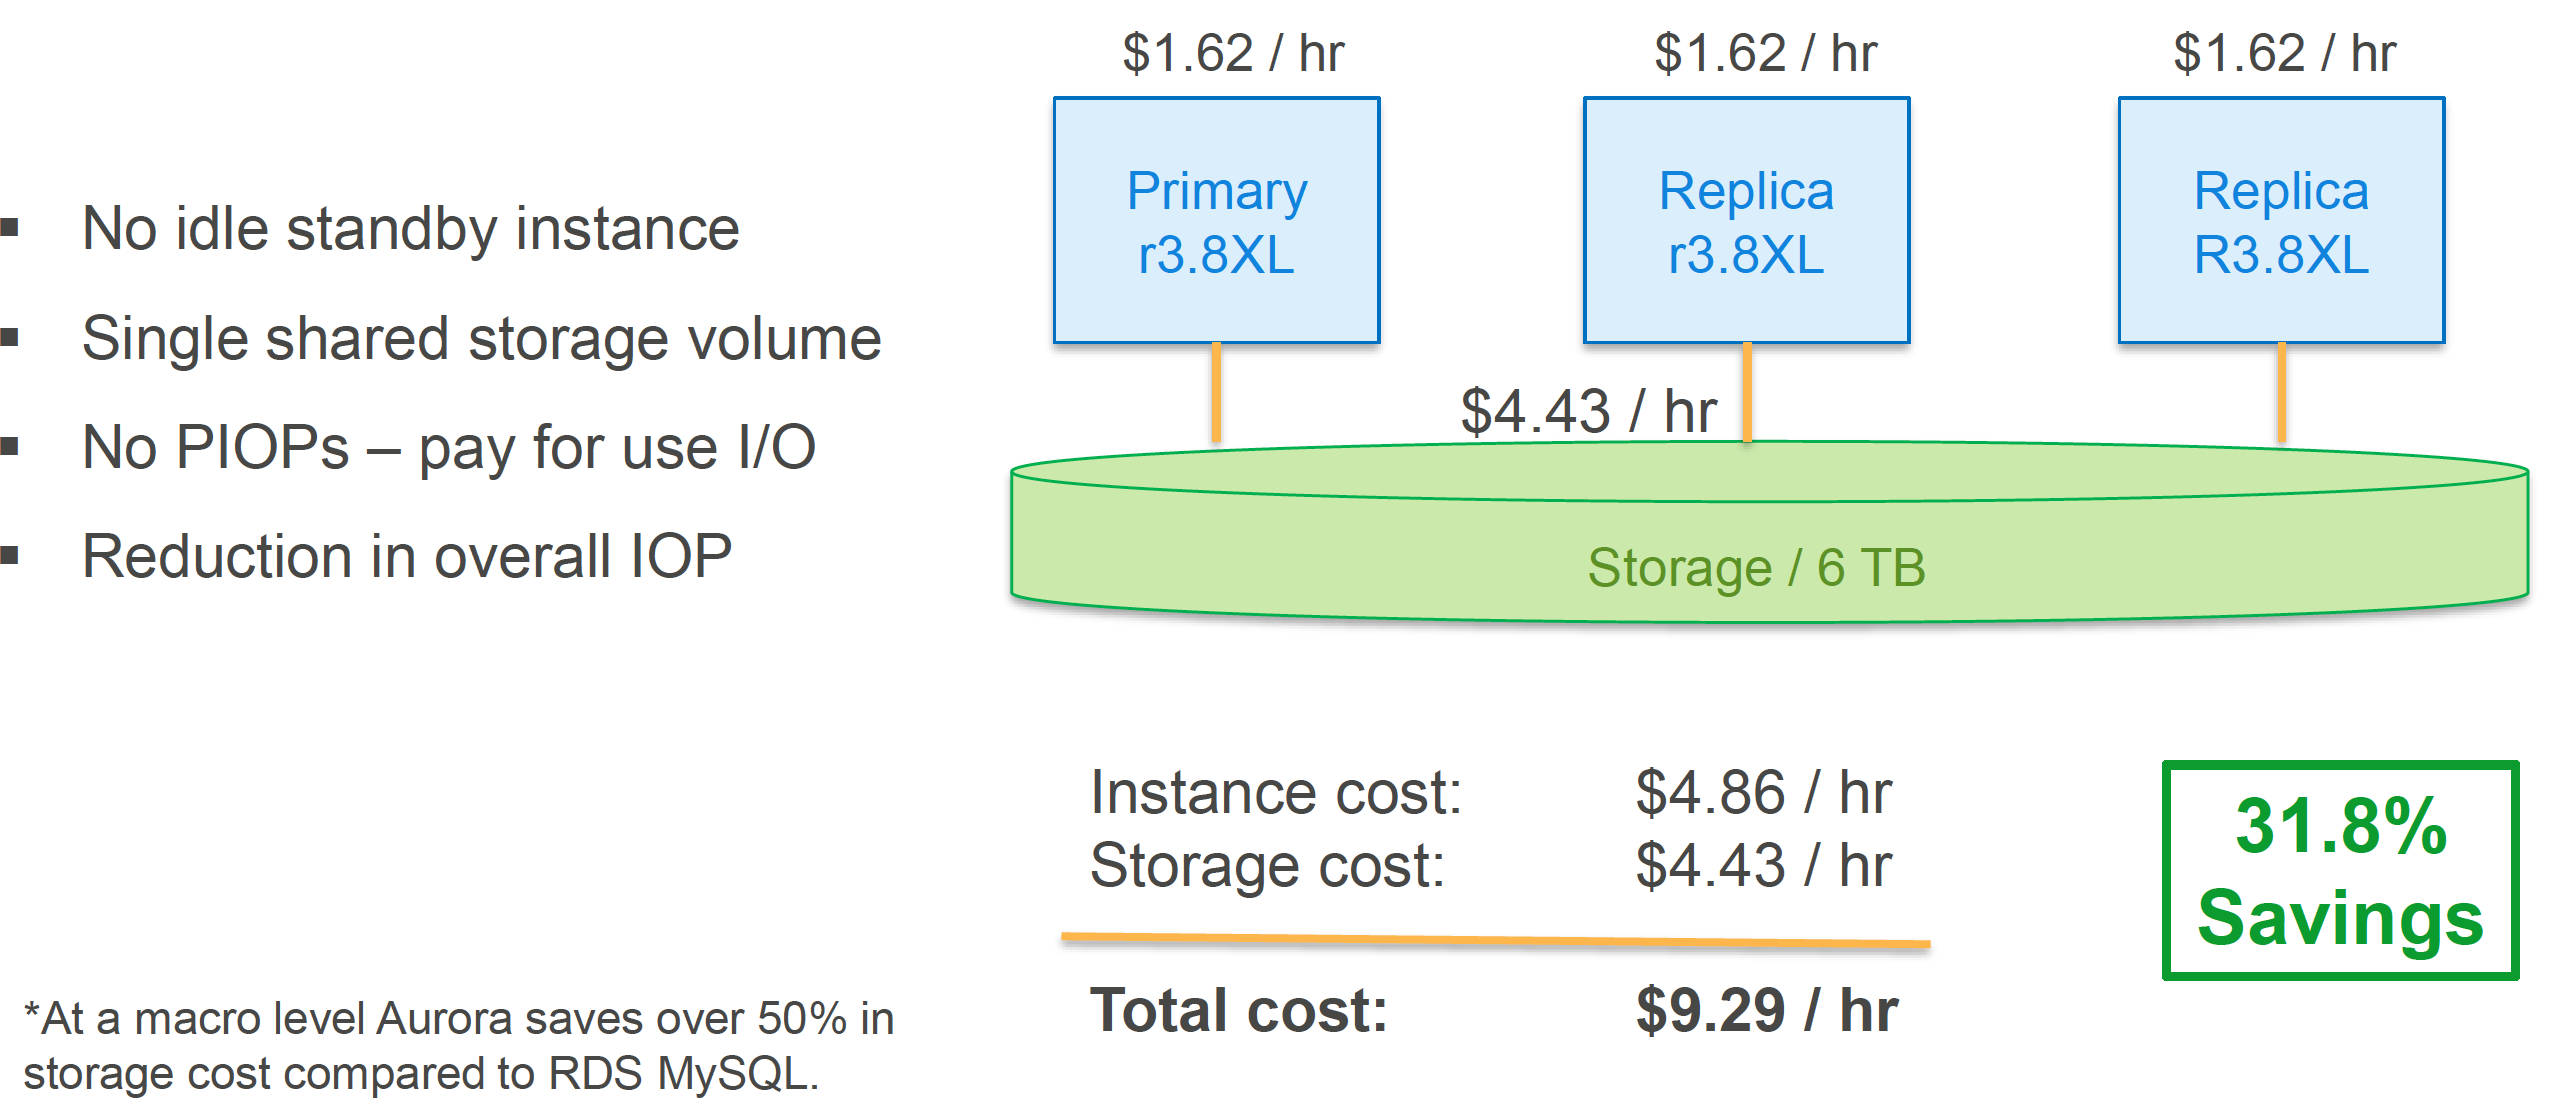 $1.62 / hr
$1.62 / hr
$1.62 / hr
Primary
r3.8XL
Replica
r3.8XL
Replica
R3.8XL
▪ No idle standby instance
▪ Single shared storage volume
▪ No PIOPs – pay for use I/O
▪ Reduction in overall IOP
$4.43 / hr
Storage / 6 TB
Instance cost: $4.86 / hr
Storage cost: $4.43 / hr
Total cost: $9.29 / hr
31.8%
Savings
*At a macro level Aurora saves over 50% in
storage cost compared to RDS MySQL.